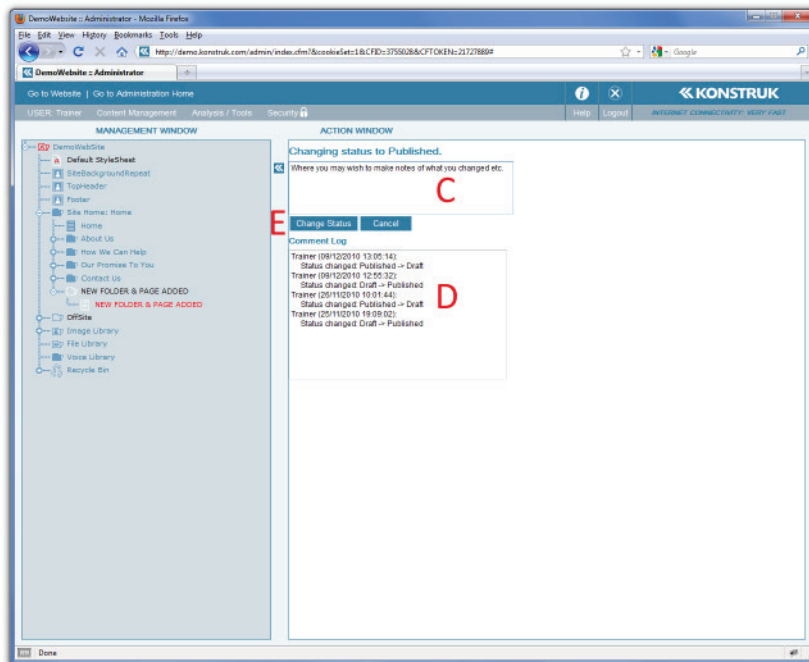 DemoWebsite :: Administrator - Mozilla Firefox
File Edit View History Bookmarks Tools Help
http://demo.konstruk.com/admin/index.cfm?&cookieSet=1&CFID=3755028&CFTOKEN=21727889# Google
DemoWebsite :: Administrator
Go to Website | Go to Administration Home KONSTRUK
USER: Trainer Content Management Analysis / Tools Security Help Logout INTERNET CONNECTIVITY: VERY FAST
MANAGEMENT WINDOW ACTION WINDOW
DemoWebSite
Default StyleSheet
SiteBackgroundRepeat
TopHeader
Footer
Site Home: Home
Home
About Us
How We Can Help
Our Promise To You
Contact Us
NEW FOLDER & PAGE ADDED
NEW FOLDER & PAGE ADDED
OffSite
Image Library
File Library
Voice Library
Recycle Bin
Changing status to Published.
Where you may wish to make notes of what you changed etc.
C
E
Change Status Cancel
Comment Log
Trainer (09/12/2010 13:05:14):
Status changed: Published -> Draft
Trainer (09/12/2010 12:55:32):
Status changed: Draft -> Published
Trainer (26/11/2010 10:01:44):
Status changed: Published -> Draft
Trainer (25/11/2010 19:09:02):
Status changed: Draft -> Published
D
Done